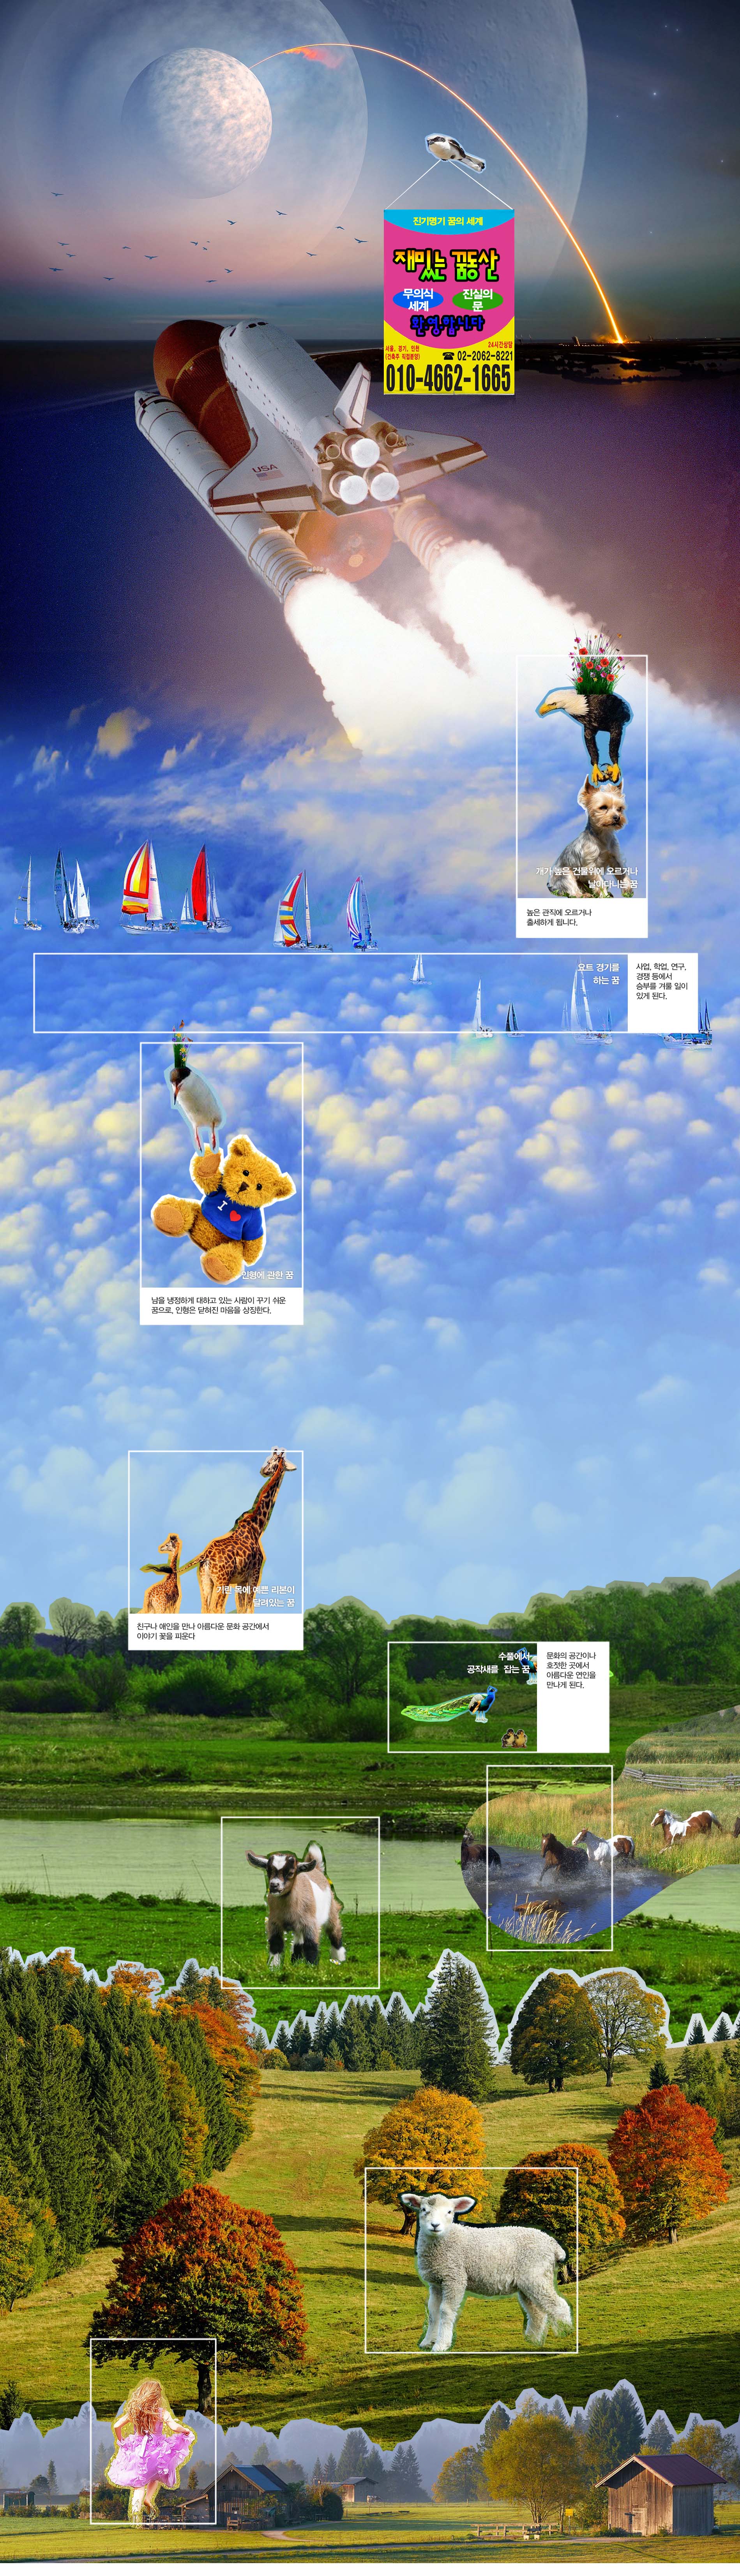 진기명기 꿈의 세계
재밌는 꿈동산
무의식
세계
진실의
문
환영합니다
서울, 경기, 인천
(건축주 직접분양)
24시간상담
☎ 02-2062-8221
010-4662-1665
USA
개가 높은 건물위에 오르거나
날아다니는 꿈
높은 관직에 오르거나
출세하게 됩니다.
요트 경기를
하는 꿈
사업, 학업, 연구,
경쟁 등에서
승부를 겨룰 일이
있게 된다.
I
인형에 관한 꿈
남을 냉정하게 대하고 있는 사람이 꾸기 쉬운
꿈으로, 인형은 닫혀진 마음을 상징한다.
기린 목에 예쁜 리본이
달려있는 꿈
친구나 애인을 만나 아름다운 문화 공간에서
이야기 꽃을 피운다
수풀에서
공작새를 잡는 꿈
문화의 공간이나
호젓한 곳에서
아름다운 연인을
만나게 된다.